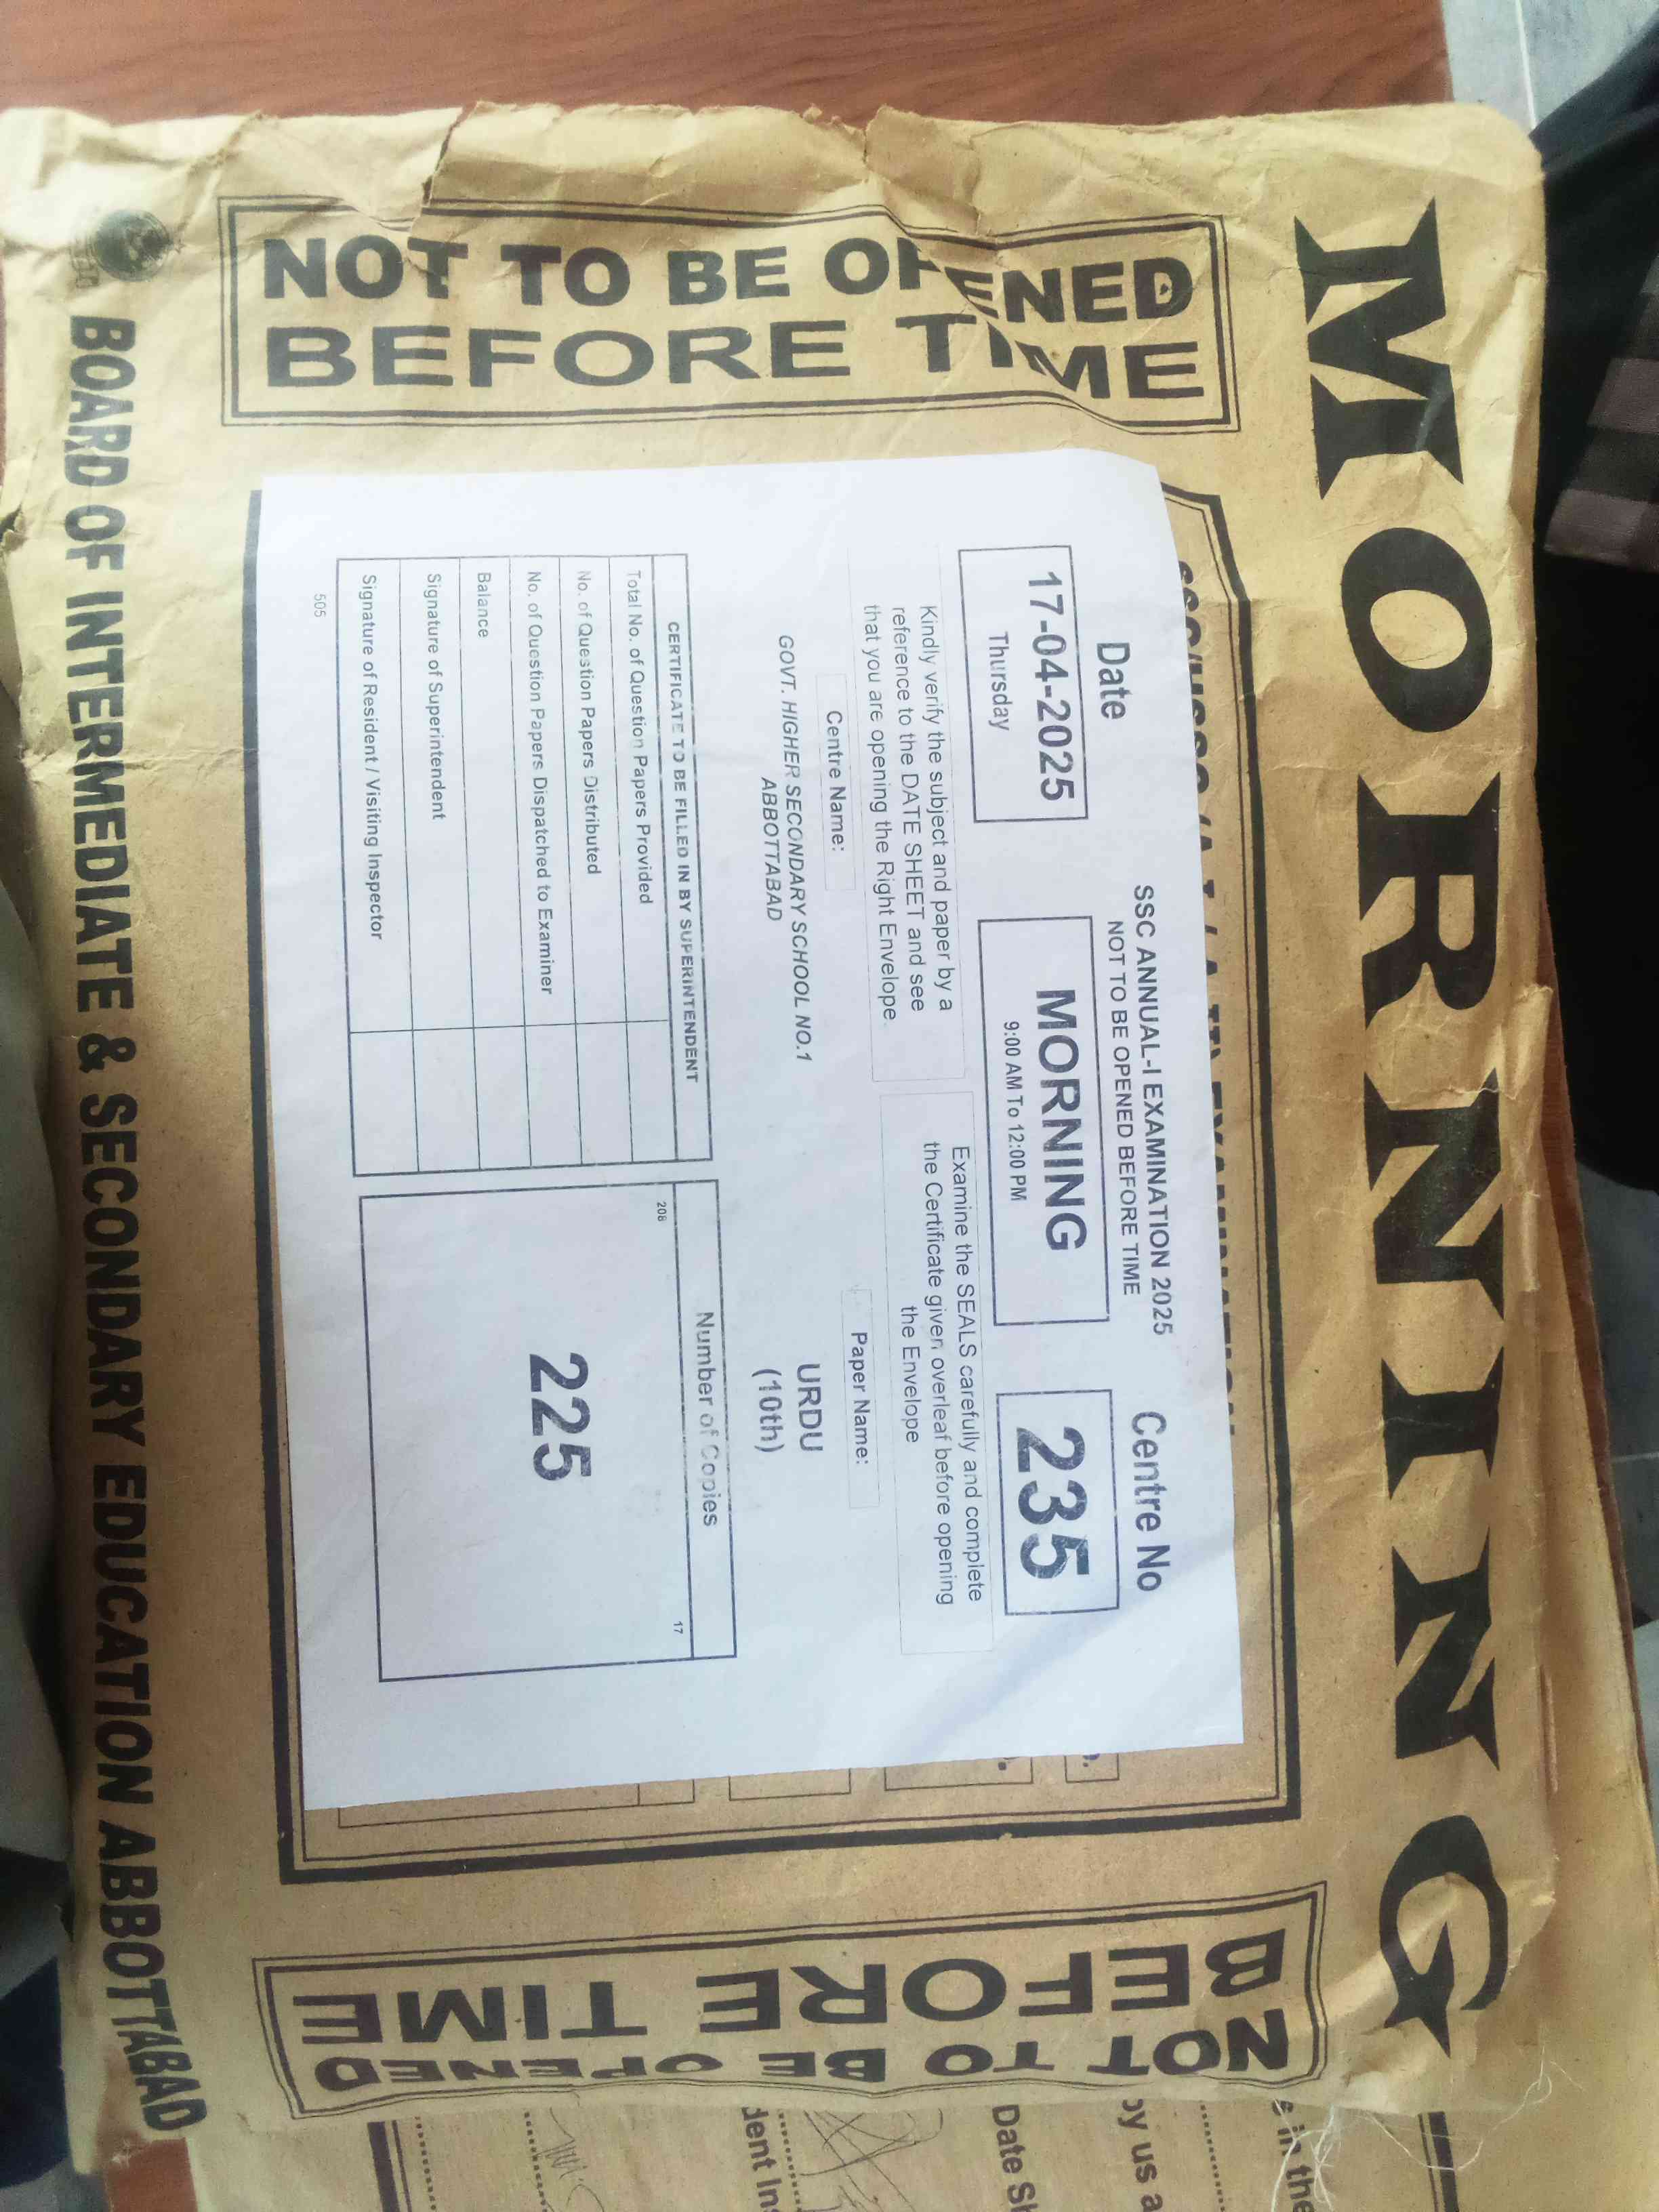 MORNING
NOT TO BE OPENED
BEFORE TIME
Date
17-04-2025
Thursday
SSC ANNUAL-I EXAMINATION 2025
NOT TO BE OPENED BEFORE TIME
MORNING
9:00 AM To 12:00 PM
Centre No
235
Kindly verify the subject and paper by a
reference to the DATE SHEET and see
that you are opening the Right Envelope
Examine the SEALS carefully and complete
the Certificate given overleaf before opening
the Envelope
Centre Name:
GOVT. HIGHER SECONDARY SCHOOL NO.1
ABBOTTABAD
Paper Name:
URDU
(10th)
CERTIFICATE TO BE FILLED IN BY SUPERINTENDENT
Total No. of Question Papers Provided
No. of Question Papers Distributed
No. of Question Papers Dispatched to Examiner
Balance
Signature of Superintendent
Signature of Resident / Visiting Inspector
505
Number of Copies
208
17
225
NOT TO BE OPENED
BEFORE TIME
BOARD OF INTERMEDIATE & SECONDARY EDUCATION ABBOTTABAD
in the
by us a
Date Sh
dent Ins